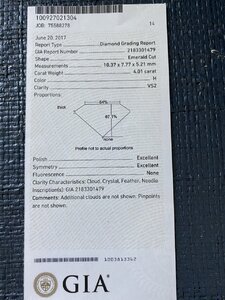 100927021304
JOB: 75588278
14
June 20, 2017
Report Type Diamond Grading Report
GIA Report Number 2183301479
Shape Emerald Cut
Measurements 10.37 x 7.77 x 5.21 mm
Carat Weight 4.01 carat
Color H
Clarity VS2
Proportions:
64%
thick
67.1%
none
Profile not to actual proportions
Polish Excellent
Symmetry Excellent
Fluorescence None
Clarity Characteristics: Cloud, Crystal, Feather, Needle
Inscription(s): GIA 2183301479
Comments: Additional clouds are not shown. Pinpoints
are not shown.
GIA